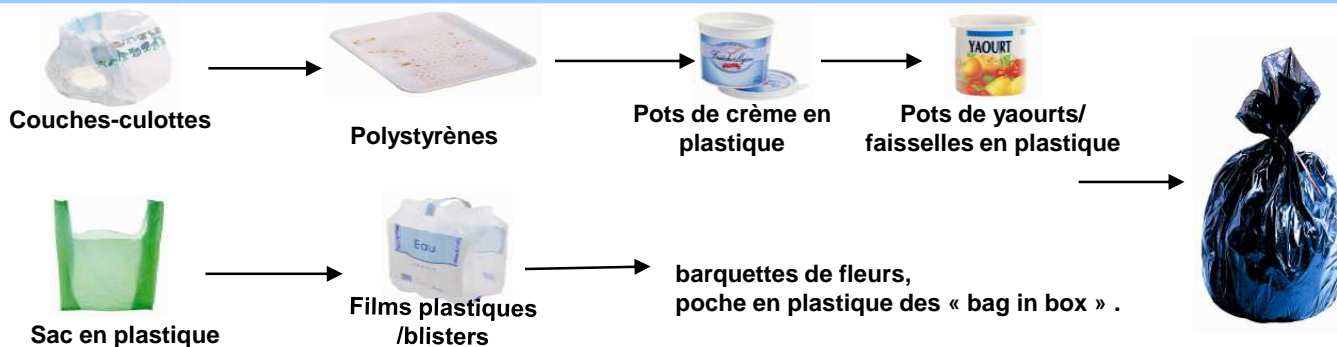 YAOURT
Couches-culottes
Polystyrènes
Pots de crème en
plastique
Pots de yaourts/
faisselles en plastique
Eau
barquettes de fleurs,
poche en plastique des « bag in box » .
Sac en plastique
Films plastiques
/blisters